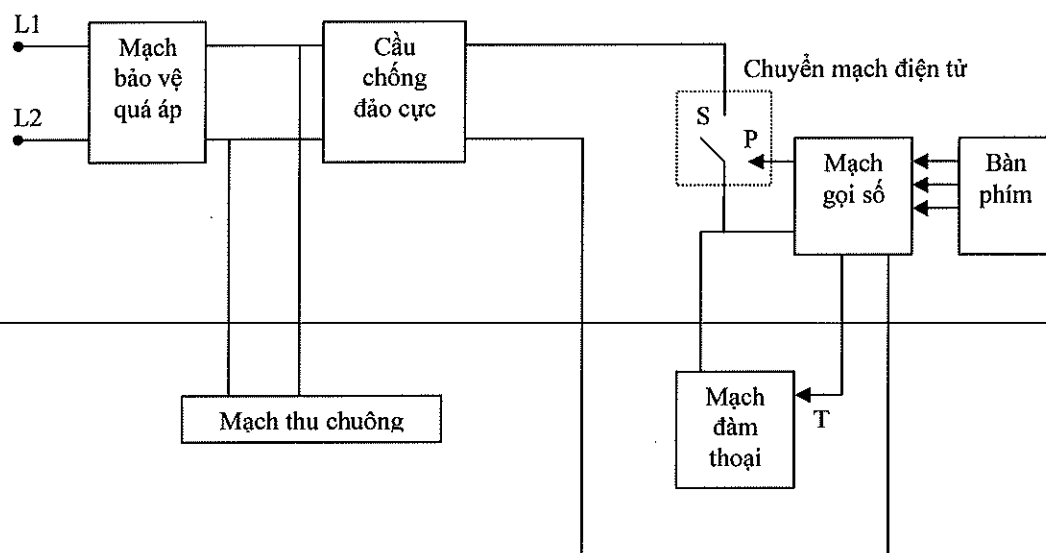 L1
L2
Mạch
bảo vệ
quá áp
Cầu
chống
đảo cực
Chuyển mạch điện tử
S
P
Mạch
gọi số
Bàn
phím
Mạch thu chuông
Mạch
đàm
thoại
T